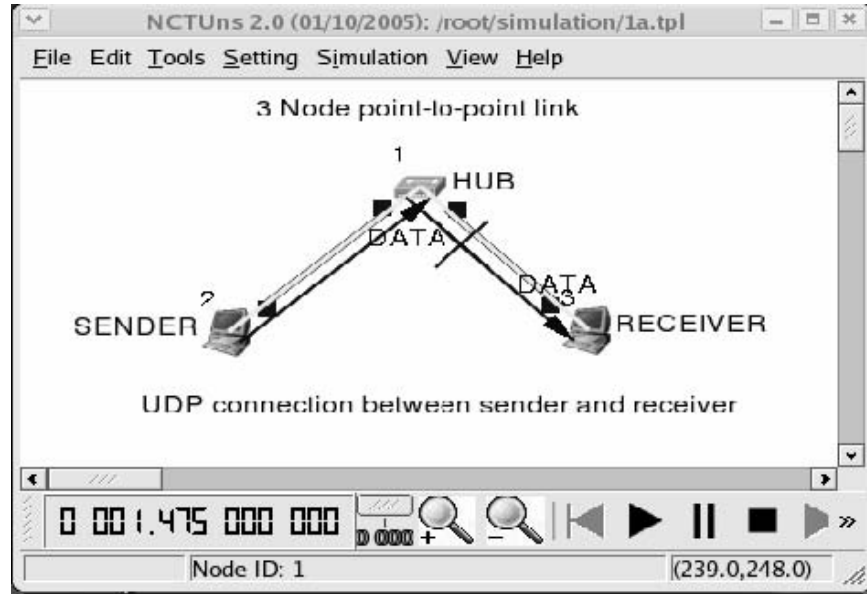 NCTUns 2.0 (01/10/2005): /root/simulation/1a.tpl
File Edit Tools Setting Simulation View Help
3 Node point-to-point link
1
HUB
DATA
DATA
2
3
SENDER
RECEIVER
UDP connection between sender and receiver
0 001.475 000 000
0 000
+
−
»
Node ID: 1
(239.0,248.0)